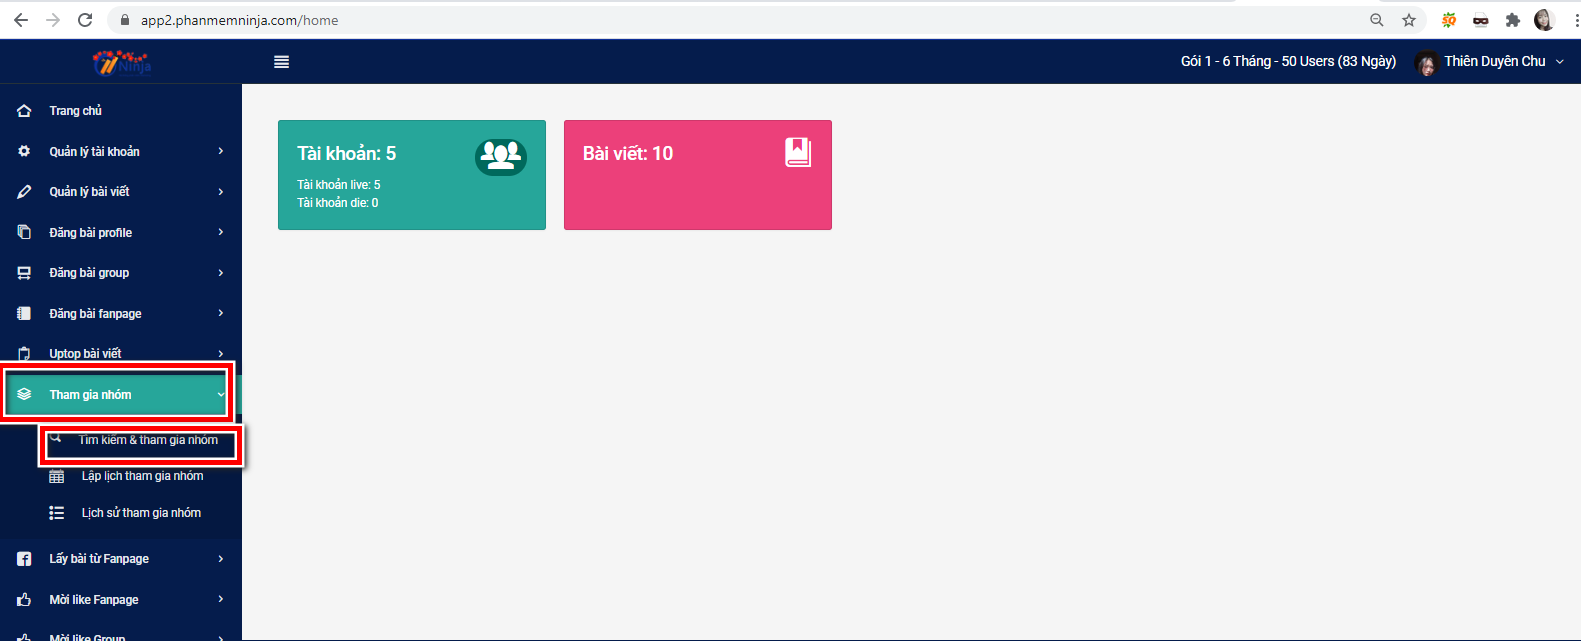 app2.phanmemninja.com/home
Ninja
Gói 1 - 6 Tháng - 50 Users (83 Ngày)
Thiên Duyên Chu
Trang chủ
Quản lý tài khoản
Quản lý bài viết
Đăng bài profile
Đăng bài group
Đăng bài fanpage
Uptop bài viết
Tham gia nhóm
Tìm kiếm & tham gia nhóm
Lập lịch tham gia nhóm
Lịch sử tham gia nhóm
Lấy bài từ Fanpage
Mời like Fanpage
Mời like Group
Tài khoản: 5
Tài khoản live: 5
Tài khoản die: 0
Bài viết: 10